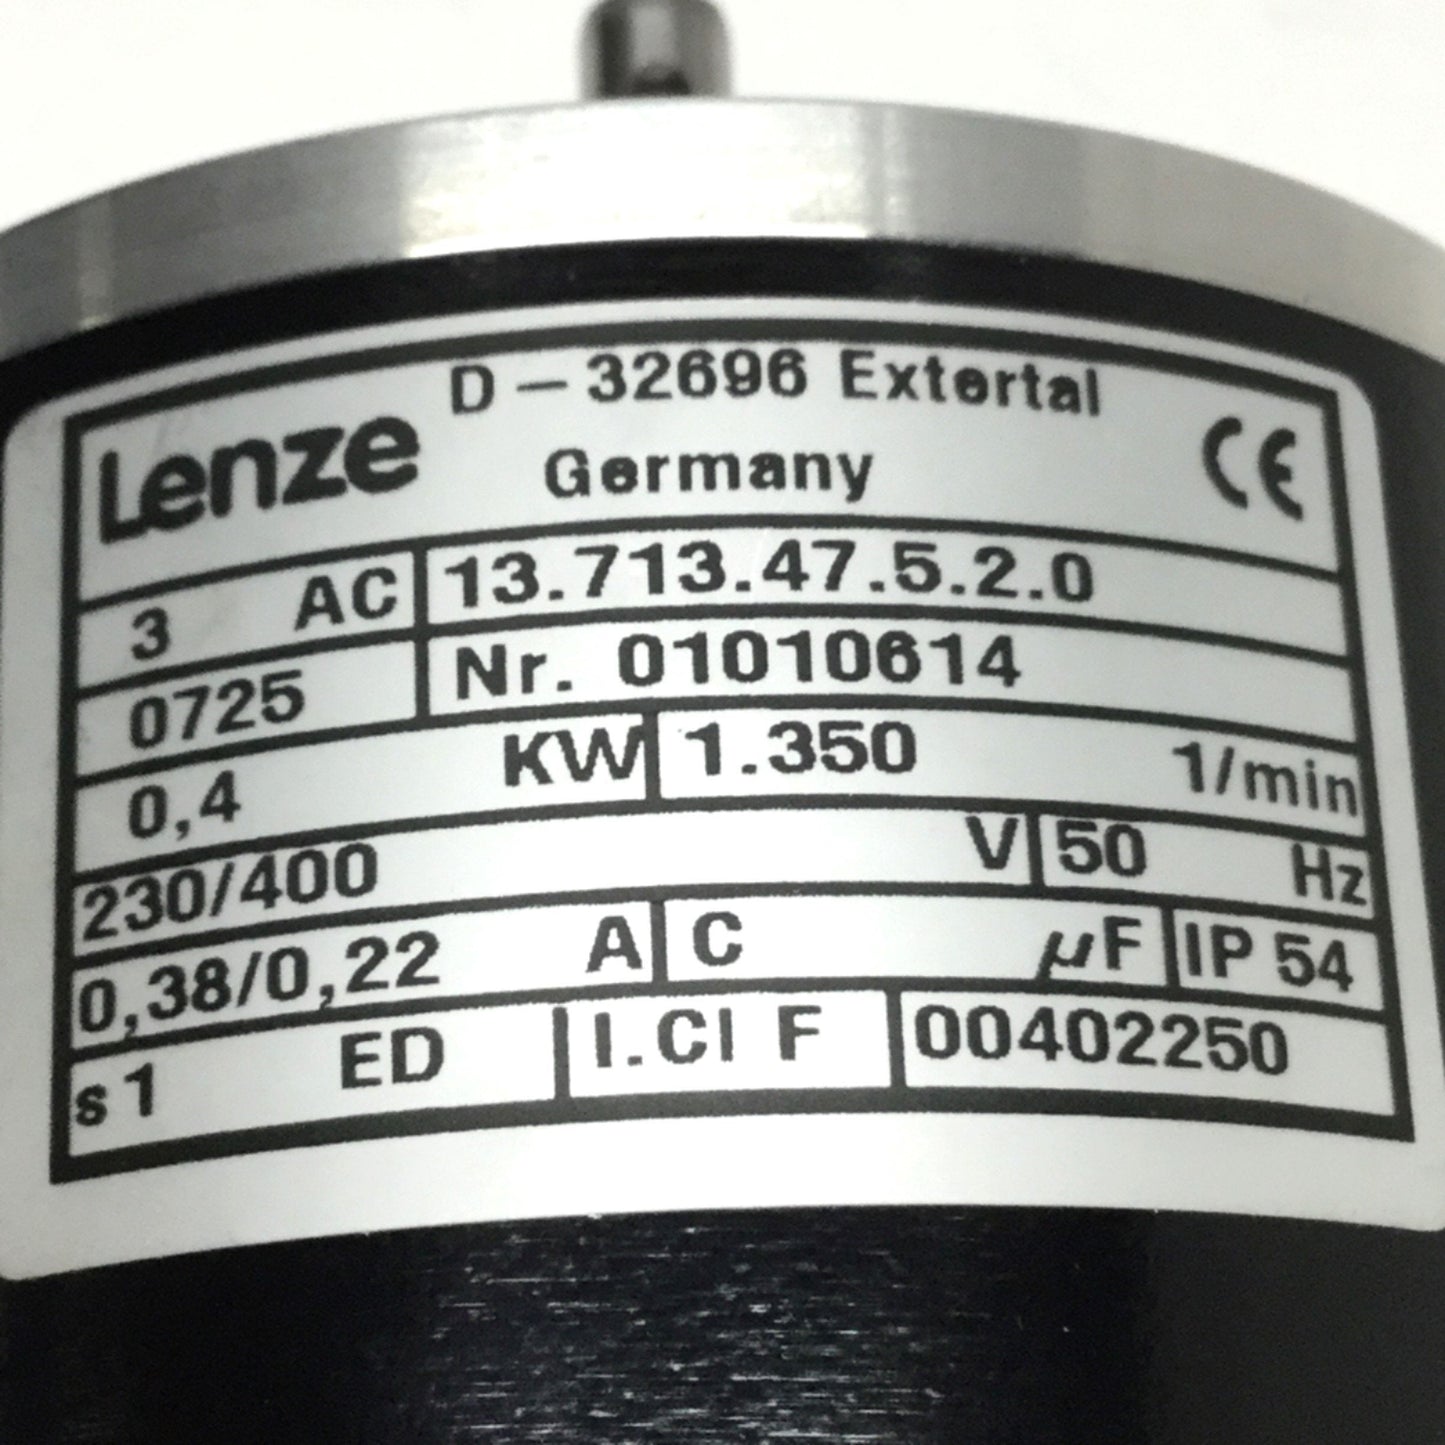 Lenze D-32696 Extertal CE
Germany
3 AC 13.713.47.5.2.0
0725 Nr. 01010614
0,4 KW 1.350 1/min
230/400 V 50 Hz
0,38/0,22 A C µF IP 54
s1 ED I.Cl F 00402250